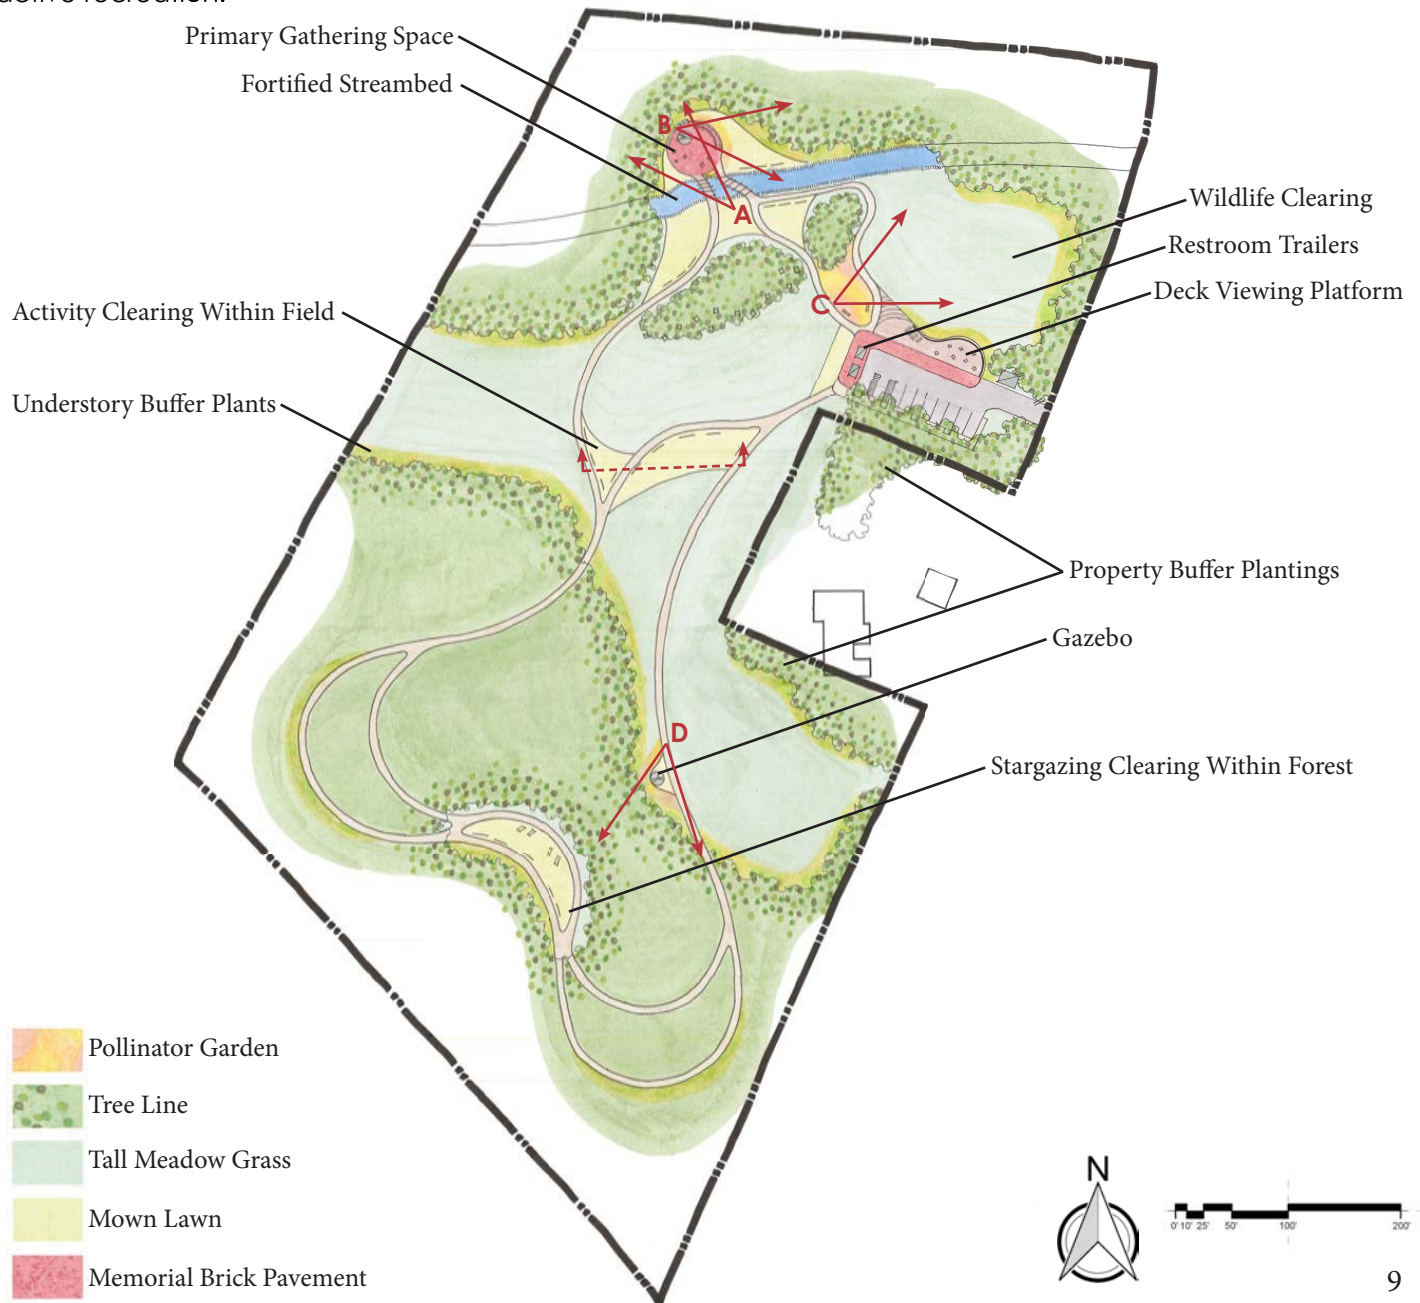 Primary Gathering Space
Fortified Streambed
B
A
Wildlife Clearing
Restroom Trailers
Deck Viewing Platform
C
Activity Clearing Within Field
Understory Buffer Plants
Property Buffer Plantings
Gazebo
D
Stargazing Clearing Within Forest
Pollinator Garden
Tree Line
Tall Meadow Grass
Mown Lawn
Memorial Brick Pavement
N
0' 10' 25' 50' 100' 200'
9